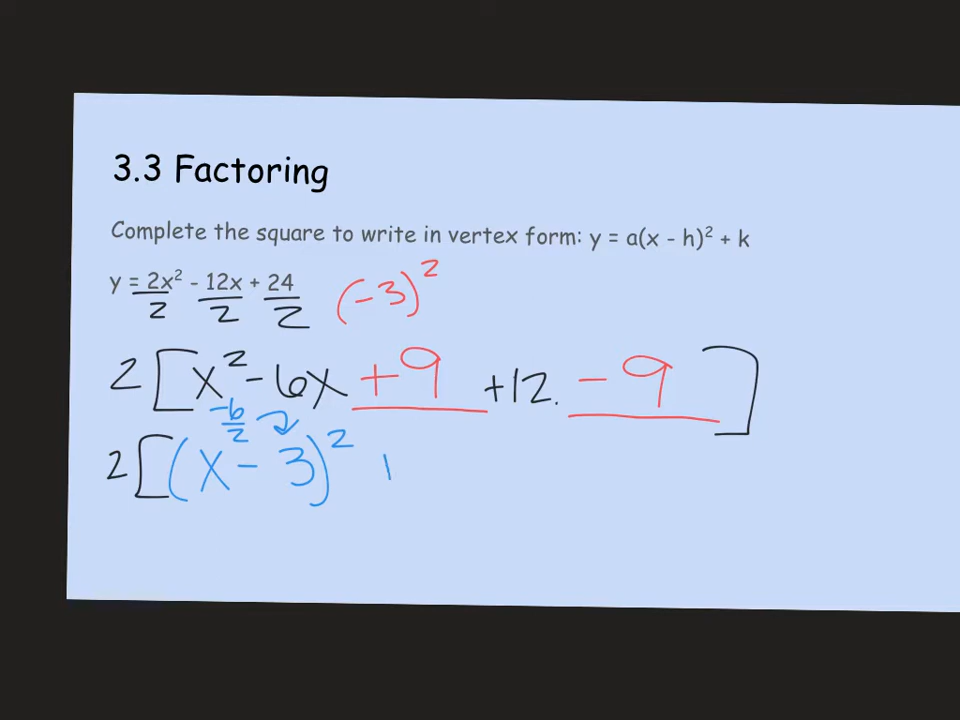 3.3 Factoring
Complete the square to write in vertex form: y = a(x - h)² + k
y = 2x² - 12x + 24 (-3)²
2 2 2
2[x² - 6x +9 +12. -9]
-6
2
2[(x - 3)² 1